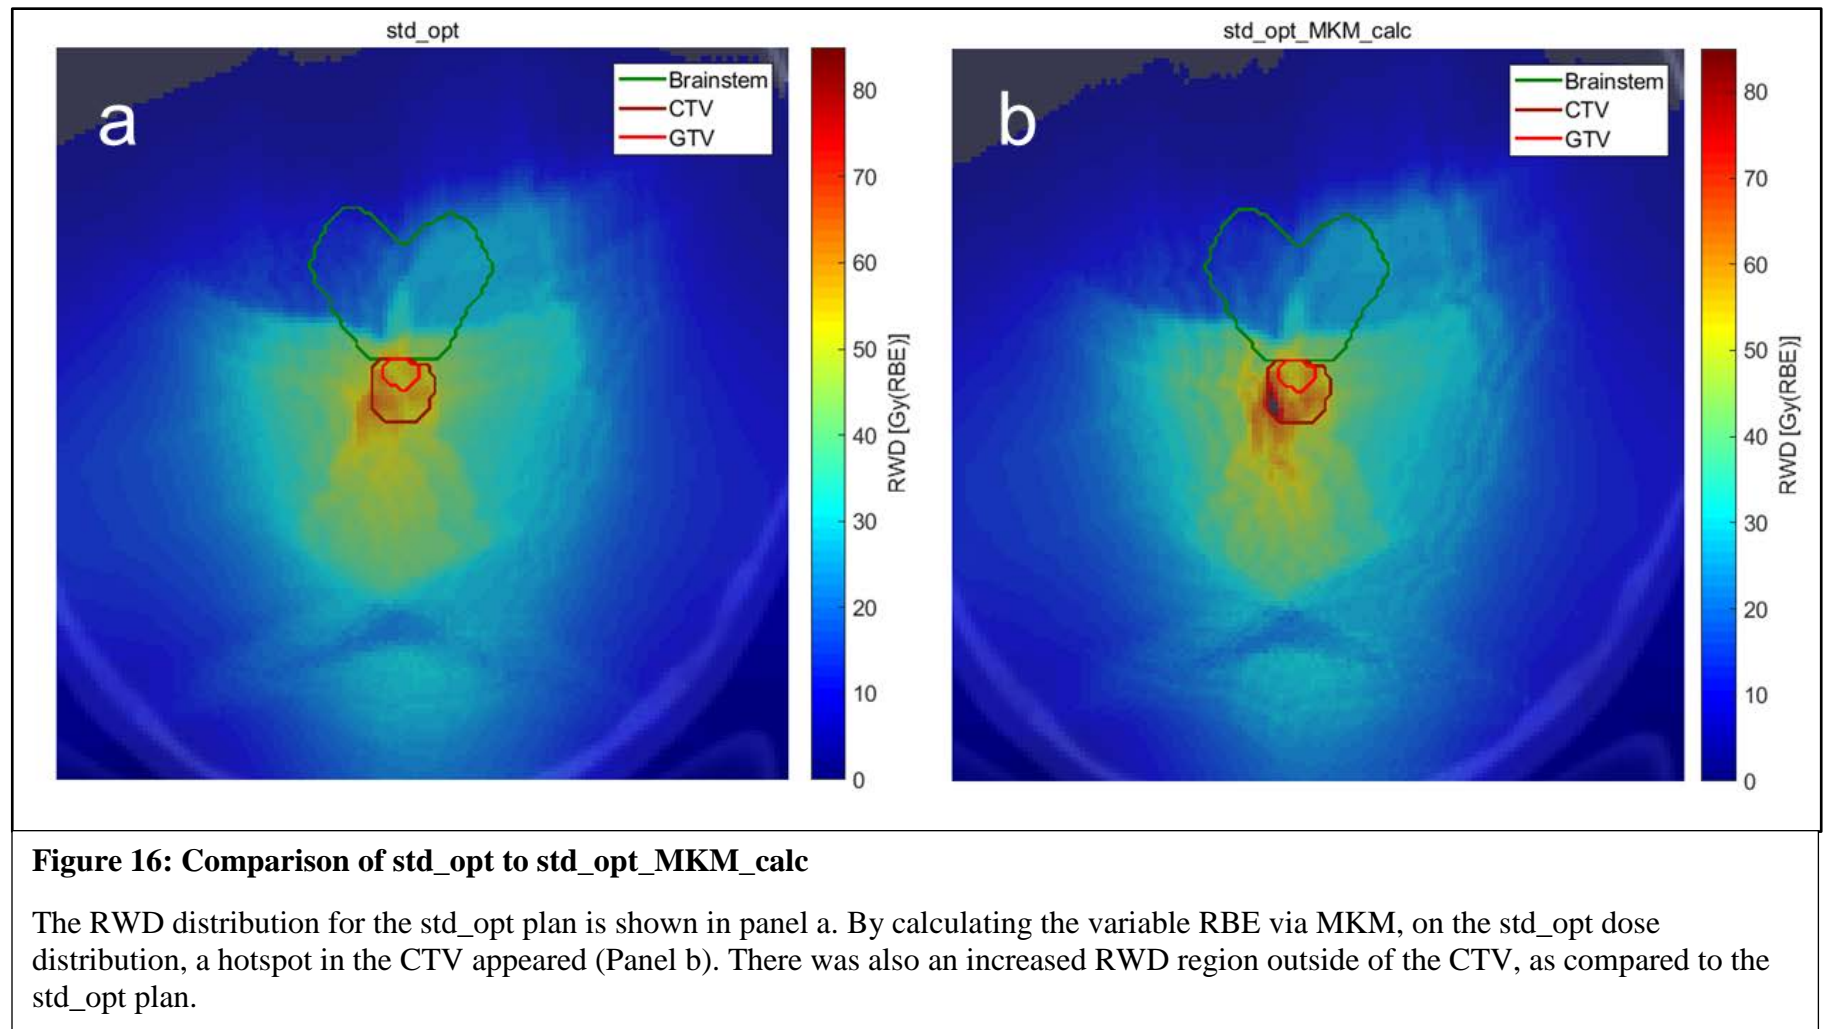 std_opt
a
Brainstem
CTV
GTV
80
70
60
50
40
30
20
10
0
RWD [Gy(RBE)]
std_opt_MKM_calc
b
Brainstem
CTV
GTV
80
70
60
50
40
30
20
10
0
RWD [Gy(RBE)]
Figure 16: Comparison of std_opt to std_opt_MKM_calc
The RWD distribution for the std_opt plan is shown in panel a. By calculating the variable RBE via MKM, on the std_opt dose
distribution, a hotspot in the CTV appeared (Panel b). There was also an increased RWD region outside of the CTV, as compared to the
std_opt plan.